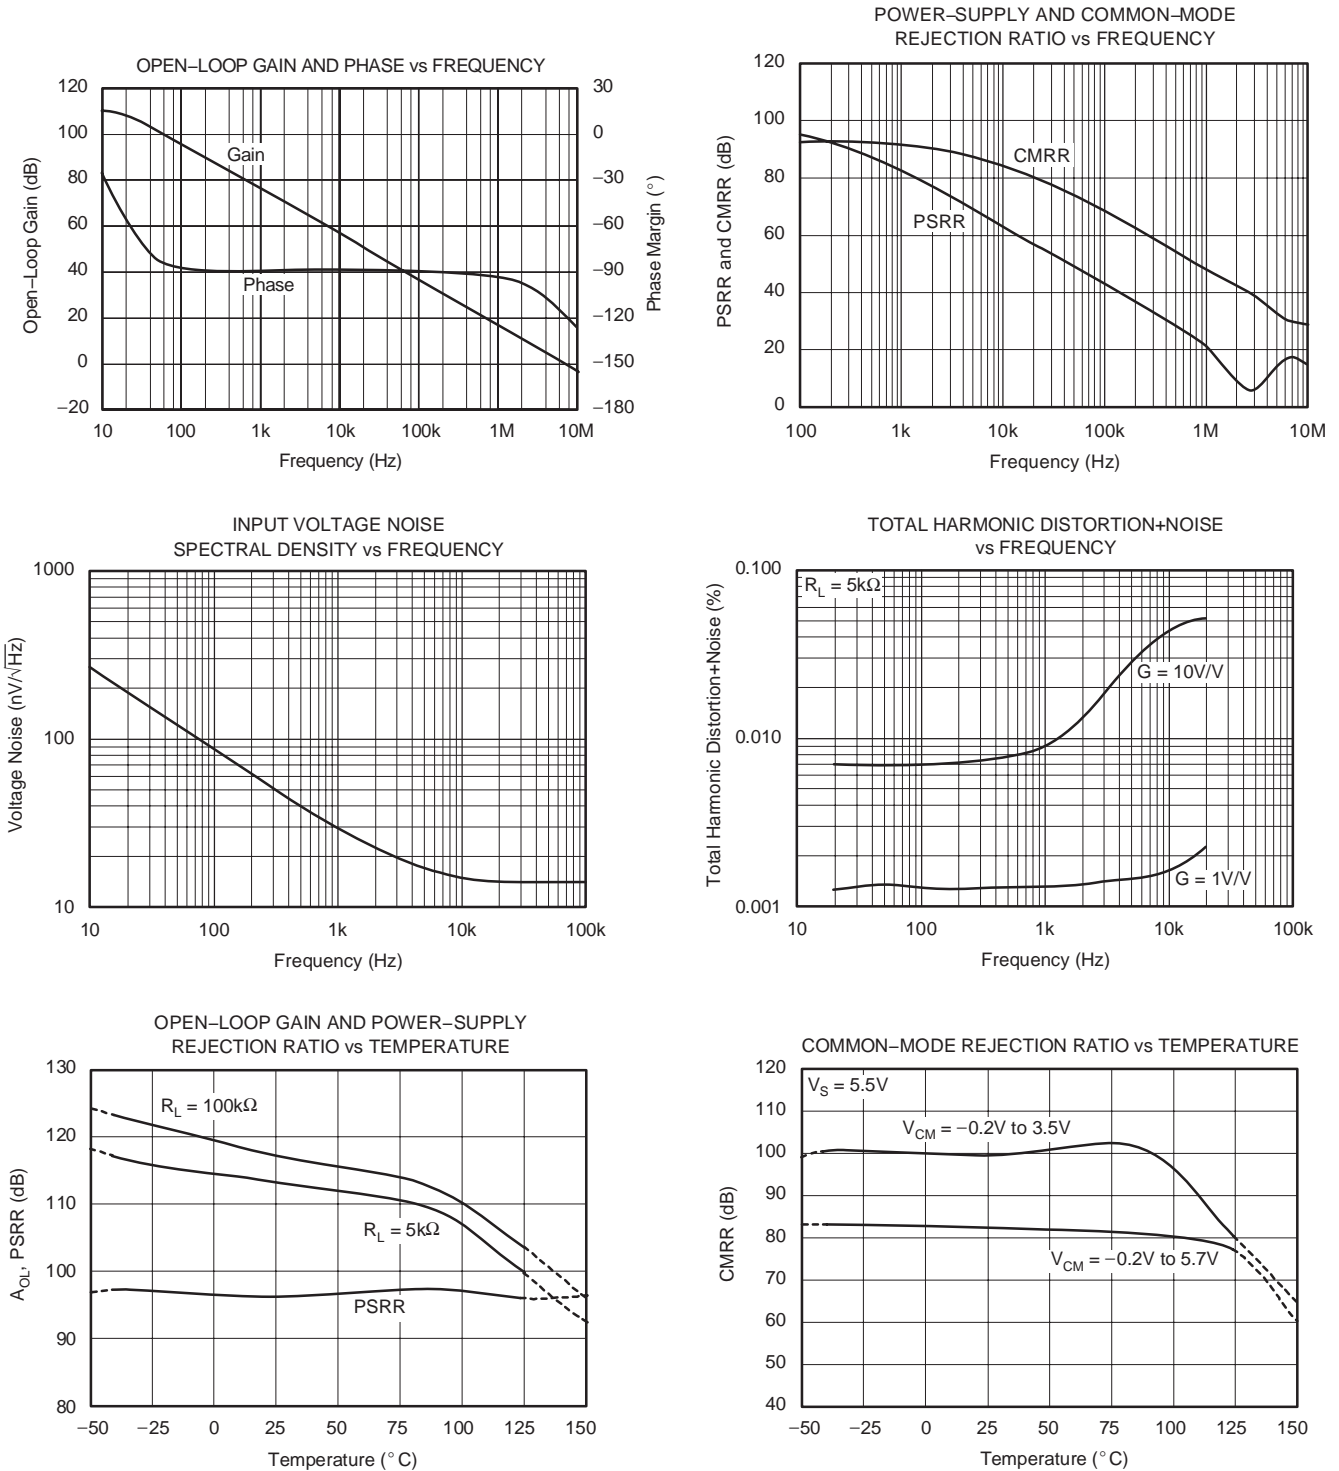 OPEN−LOOP GAIN AND PHASE vs FREQUENCY
120
100
80
60
40
20
0
−20
Open−Loop Gain (dB)
30
0
−30
−60
−90
−120
−150
−180
Phase Margin (°)
Gain
Phase
10 100 1k 10k 100k 1M 10M
Frequency (Hz)
POWER−SUPPLY AND COMMON−MODE
REJECTION RATIO vs FREQUENCY
120
100
80
60
40
20
0
PSRR and CMRR (dB)
CMRR
PSRR
100 1k 10k 100k 1M 10M
Frequency (Hz)
INPUT VOLTAGE NOISE
SPECTRAL DENSITY vs FREQUENCY
1000
100
10
Voltage Noise (nV/√Hz)
10 100 1k 10k 100k
Frequency (Hz)
TOTAL HARMONIC DISTORTION+NOISE
vs FREQUENCY
0.100
0.010
0.001
Total Harmonic Distortion+Noise (%)
RL = 5kΩ
G = 10V/V
G = 1V/V
10 100 1k 10k 100k
Frequency (Hz)
OPEN−LOOP GAIN AND POWER−SUPPLY
REJECTION RATIO vs TEMPERATURE
130
120
110
100
90
80
AOL, PSRR (dB)
RL = 100kΩ
RL = 5kΩ
PSRR
−50 −25 0 25 50 75 100 125 150
Temperature (°C)
COMMON−MODE REJECTION RATIO vs TEMPERATURE
120
110
100
90
80
70
60
50
40
CMRR (dB)
VS = 5.5V
VCM = −0.2V to 3.5V
VCM = −0.2V to 5.7V
−50 −25 0 25 50 75 100 125 150
Temperature (°C)